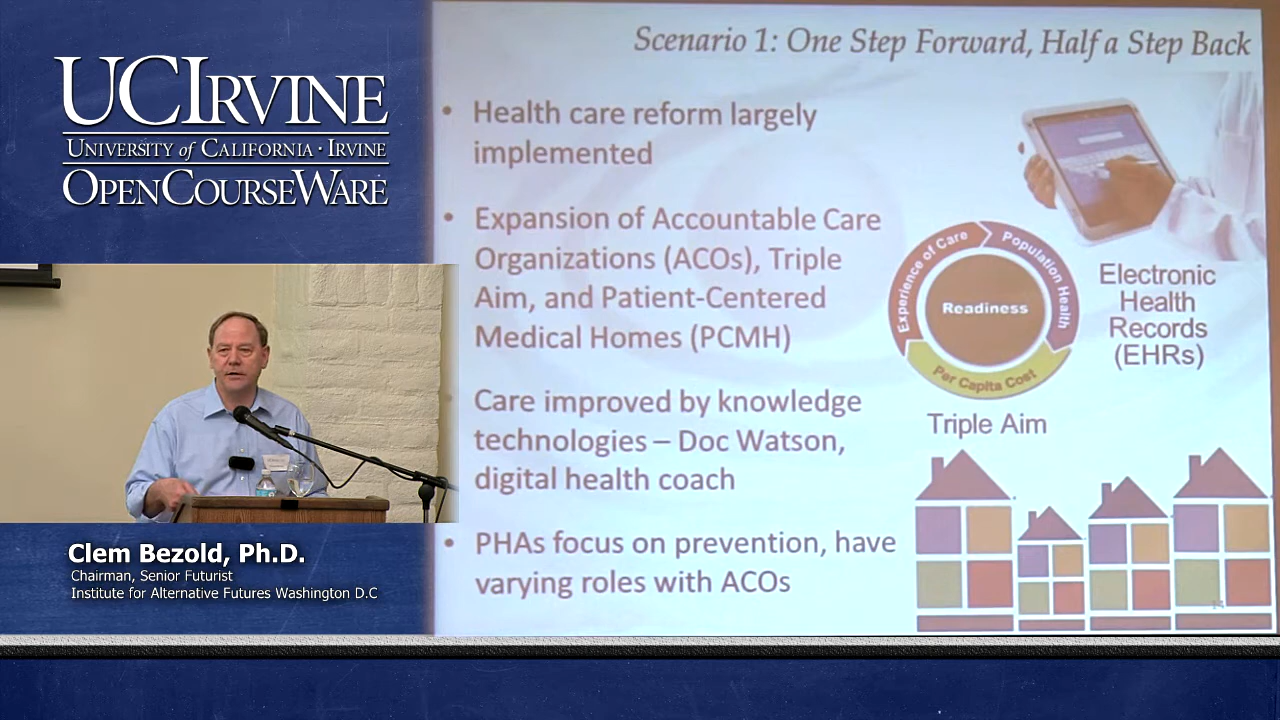 UCIRVINE
UNIVERSITY of CALIFORNIA · IRVINE
OPENCOURSEWARE
Clem Bezold, Ph.D.
Chairman, Senior Futurist
Institute for Alternative Futures Washington D.C
Scenario 1: One Step Forward, Half a Step Back
• Health care reform largely
implemented
• Expansion of Accountable Care
Organizations (ACOs), Triple
Aim, and Patient-Centered
Medical Homes (PCMH)
Care improved by knowledge
technologies – Doc Watson,
digital health coach
• PHAs focus on prevention, have
varying roles with ACOs
Experience of Care
Population Health
Readiness
Per Capita Cost
Triple Aim
Electronic
Health
Records
(EHRs)